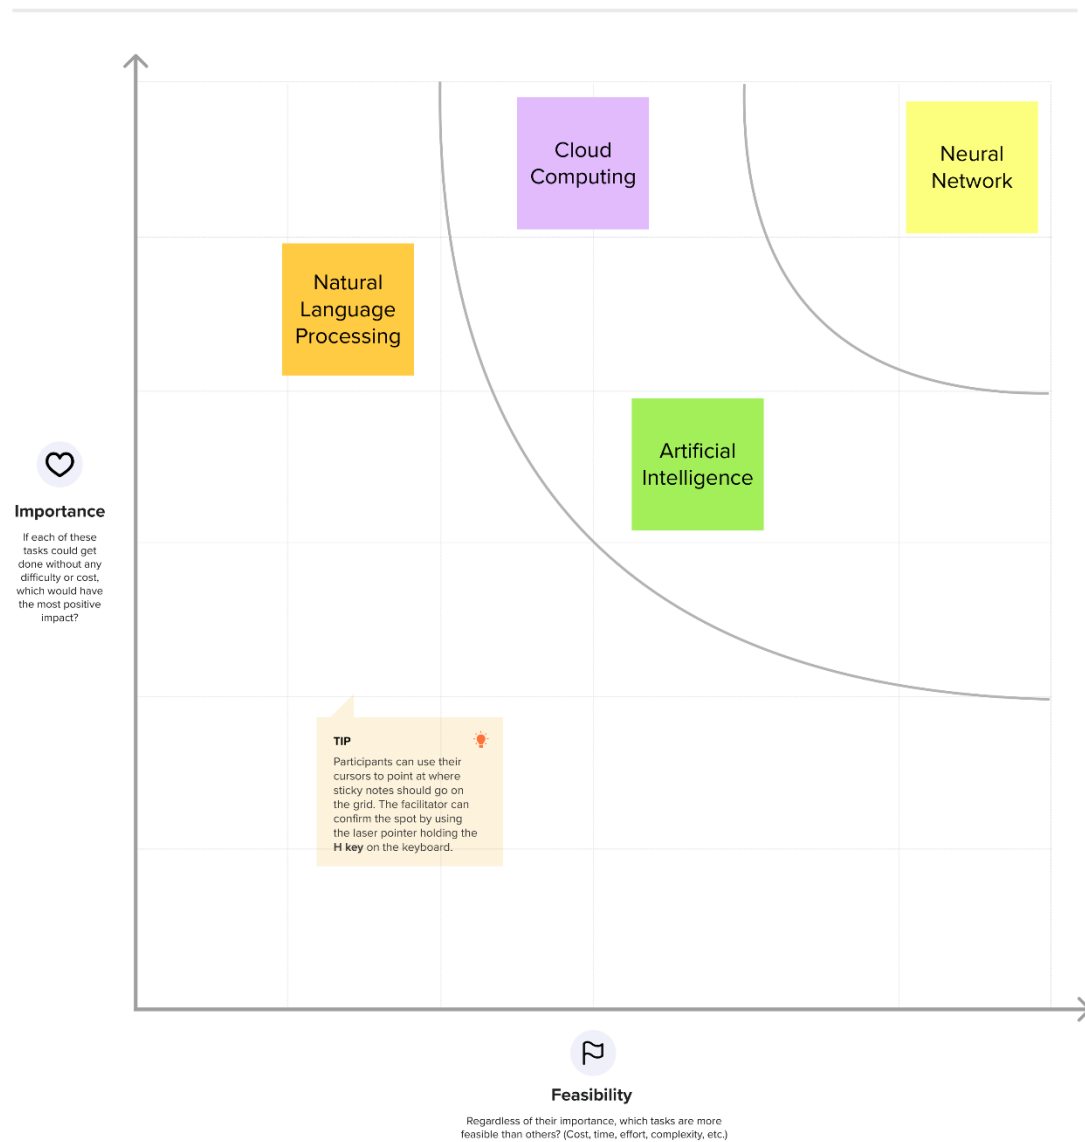 Cloud
Computing
Neural
Network
Natural
Language
Processing
Artificial
Intelligence
Importance
If each of these
tasks could get
done without any
difficulty or cost,
which would have
the most positive
impact?
TIP
Participants can use their
cursors to point at where
sticky notes should go on
the grid. The facilitator can
confirm the spot by using
the laser pointer holding the
H key on the keyboard.
Feasibility
Regardless of their importance, which tasks are more
feasible than others? (Cost, time, effort, complexity, etc.)